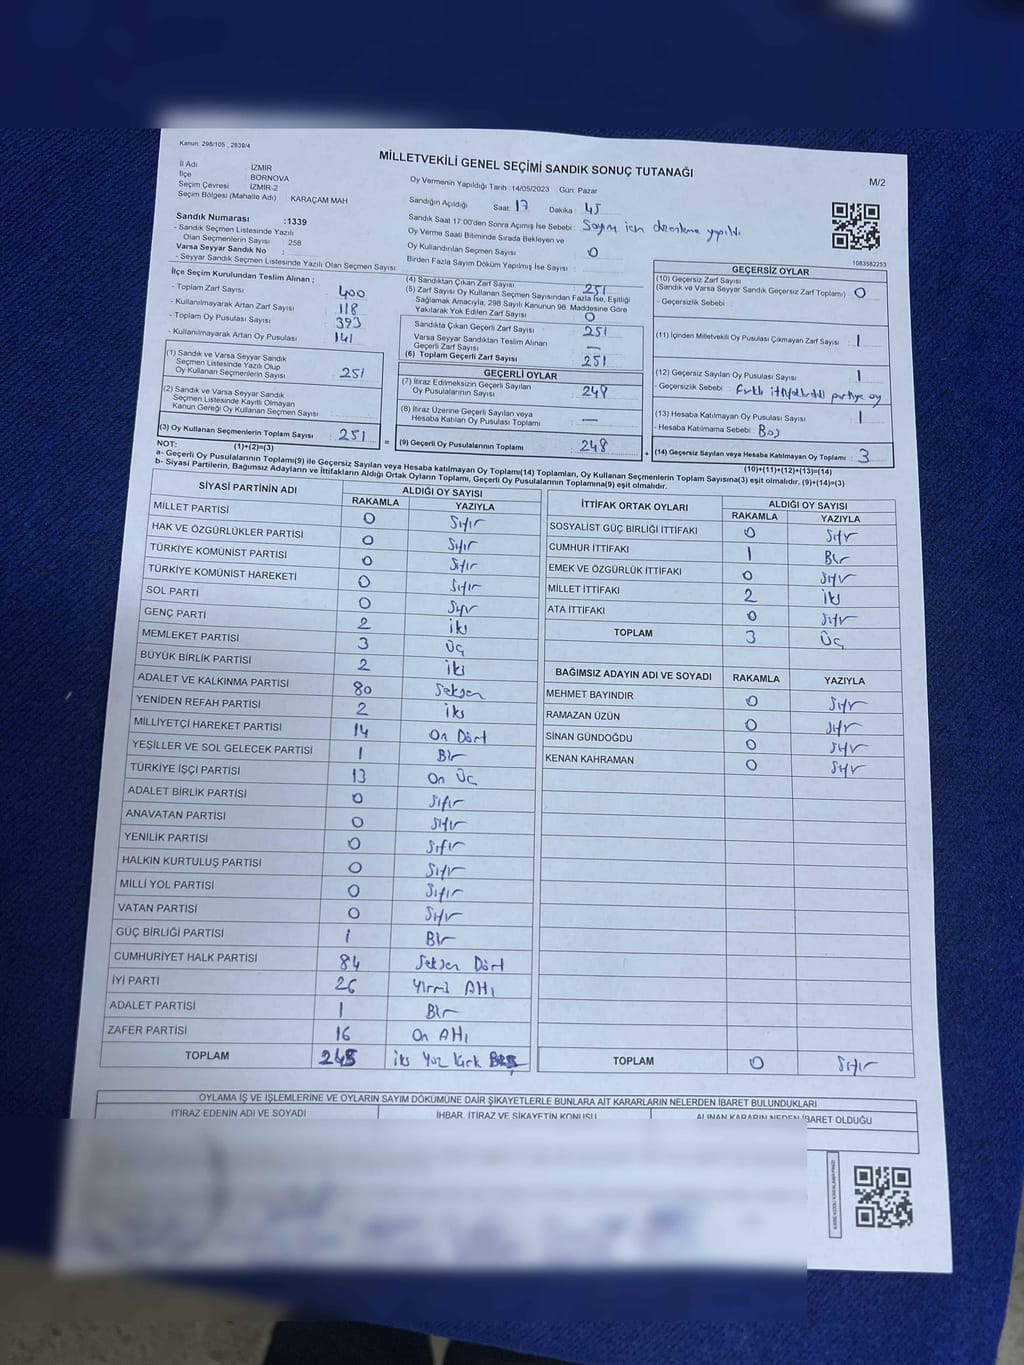 Kanun: 298/105 , 2839/4
MİLLETVEKİLİ GENEL SEÇİMİ SANDIK SONUÇ TUTANAĞI
M/2
İl Adı İZMİR
İlçe BORNOVA
Seçim Çevresi İZMİR-2
Seçim Bölgesi (Mahalle Adı) KARAÇAM MAH
Oy Vermenin Yapıldığı Tarih : 14/05/2023 Gün: Pazar
Sandığın Açıldığı Saat 17 Dakika : 45
Sandık Saat 17:00'den Sonra Açılmış İse Sebebi : Sayım için düzenleme yapıldı
Oy Verme Saati Bitiminde Sırada Bekleyen ve
Oy Kullandırılan Seçmen Sayısı : 0
Birden Fazla Sayım Döküm Yapılmış İse Sayısı :
1083582253
Sandık Numarası :1339
- Sandık Seçmen Listesinde Yazılı
Olan Seçmenlerin Sayısı : 258
Varsa Seyyar Sandık No :
- Seyyar Sandık Seçmen Listesinde Yazılı Olan Seçmen Sayısı :
İlçe Seçim Kurulundan Teslim Alınan ;
- Toplam Zarf Sayısı : 400
- Kullanılmayarak Artan Zarf Sayısı : 118
- Toplam Oy Pusulası Sayısı : 393
- Kullanılmayarak Artan Oy Pusulası : 141
(1) Sandık ve Varsa Seyyar Sandık
Seçmen Listesinde Yazılı Olup
Oy Kullanan Seçmenlerin Sayısı : 251
(2) Sandık ve Varsa Seyyar Sandık
Seçmen Listesinde Kayıtlı Olmayan
Kanun Gereği Oy Kullanan Seçmen Sayısı :
(3) Oy Kullanan Seçmenlerin Toplam Sayısı : 251
(1)+(2)=(3)
(4) Sandıktan Çıkan Zarf Sayısı : 251
(5) Zarf Sayısı Oy Kullanan Seçmen Sayısından Fazla İse, Eşitliği
Sağlamak Amacıyla, 298 Sayılı Kanunun 98. Maddesine Göre
Yakılarak Yok Edilen Zarf Sayısı : 0
Sandıkta Çıkan Geçerli Zarf Sayısı : 251
Varsa Seyyar Sandıktan Teslim Alınan
Geçerli Zarf Sayısı : —
(6) Toplam Geçerli Zarf Sayısı : 251
GEÇERLİ OYLAR
(7) İtiraz Edilmeksizin Geçerli Sayılan
Oy Pusulalarının Sayısı : 248
(8) İtiraz Üzerine Geçerli Sayılan veya
Hesaba Katılan Oy Pusulası Toplamı : —
= (9) Geçerli Oy Pusulalarının Toplamı : 248
GEÇERSİZ OYLAR
(10) Geçersiz Zarf Sayısı
(Sandık ve Varsa Seyyar Sandık Geçersiz Zarf Toplamı) : 0
- Geçersizlik Sebebi :
(11) İçinden Milletvekili Oy Pusulası Çıkmayan Zarf Sayısı : 1
(12) Geçersiz Sayılan Oy Pusulası Sayısı : 1
- Geçersizlik Sebebi : partiye oy
(13) Hesaba Katılmayan Oy Pusulası Sayısı : 1
- Hesaba Katılmama Sebebi : Boş
+ (14) Geçersiz Sayılan veya Hesaba Katılmayan Oy Toplamı : 3
(10)+(11)+(12)+(13)=(14)
NOT:
a- Geçerli Oy Pusulalarının Toplamı(9) ile Geçersiz Sayılan veya Hesaba katılmayan Oy Toplamı(14) Toplamları, Oy Kullanan Seçmenlerin Toplam Sayısına(3) eşit olmalıdır. (9)+(14)=(3)
b- Siyasi Partilerin, Bağımsız Adayların ve İttifakların Aldığı Ortak Oyların Toplamı, Geçerli Oy Pusulalarının Toplamına(9) eşit olmalıdır.
SİYASİ PARTİNİN ADI ALDIĞI OY SAYISI
RAKAMLA YAZIYLA
MİLLET PARTİSİ 0 Sıfır
HAK VE ÖZGÜRLÜKLER PARTİSİ 0 Sıfır
TÜRKİYE KOMÜNİST PARTİSİ 0 Sıfır
TÜRKİYE KOMÜNİST HAREKETİ 0 Sıfır
SOL PARTİ 0 Sıfır
GENÇ PARTİ 2 iki
MEMLEKET PARTİSİ 3 Üç
BÜYÜK BİRLİK PARTİSİ 2 iki
ADALET VE KALKINMA PARTİSİ 80 Seksen
YENİDEN REFAH PARTİSİ 2 iki
MİLLİYETÇİ HAREKET PARTİSİ 14 On Dört
YEŞİLLER VE SOL GELECEK PARTİSİ 1 Bir
TÜRKİYE İŞÇİ PARTİSİ 13 On Üç
ADALET BİRLİK PARTİSİ 0 Sıfır
ANAVATAN PARTİSİ 0 Sıfır
YENİLİK PARTİSİ 0 Sıfır
HALKIN KURTULUŞ PARTİSİ 0 Sıfır
MİLLİ YOL PARTİSİ 0 Sıfır
VATAN PARTİSİ 0 Sıfır
GÜÇ BİRLİĞİ PARTİSİ 1 Bir
CUMHURİYET HALK PARTİSİ 84 Seksen Dört
İYİ PARTİ 26 Yirmi Altı
ADALET PARTİSİ 1 Bir
ZAFER PARTİSİ 16 On Altı
TOPLAM 245 iki Yüz Kırk Beş
İTTİFAK ORTAK OYLARI ALDIĞI OY SAYISI
RAKAMLA YAZIYLA
SOSYALİST GÜÇ BİRLİĞİ İTTİFAKI 0 Sıfır
CUMHUR İTTİFAKI 1 Bir
EMEK VE ÖZGÜRLÜK İTTİFAKI 0 Sıfır
MİLLET İTTİFAKI 2 iki
ATA İTTİFAKI 0 Sıfır
TOPLAM 3 Üç
BAĞIMSIZ ADAYIN ADI VE SOYADI RAKAMLA YAZIYLA
MEHMET BAYINDIR 0 Sıfır
RAMAZAN ÜZÜN 0 Sıfır
SİNAN GÜNDOĞDU 0 Sıfır
KENAN KAHRAMAN 0 Sıfır
TOPLAM 0 Sıfır
OYLAMA İŞ VE İŞLEMLERİNE VE OYLARIN SAYIM DÖKÜMÜNE DAİR ŞİKAYETLERLE BUNLARA AİT KARARLARIN NELERDEN İBARET BULUNDUKLARI
İTİRAZ EDENİN ADI VE SOYADI İHBAR, İTİRAZ VE ŞİKAYETİN KONUSU ALINAN KARARIN NEDEN İBARET OLDUĞU